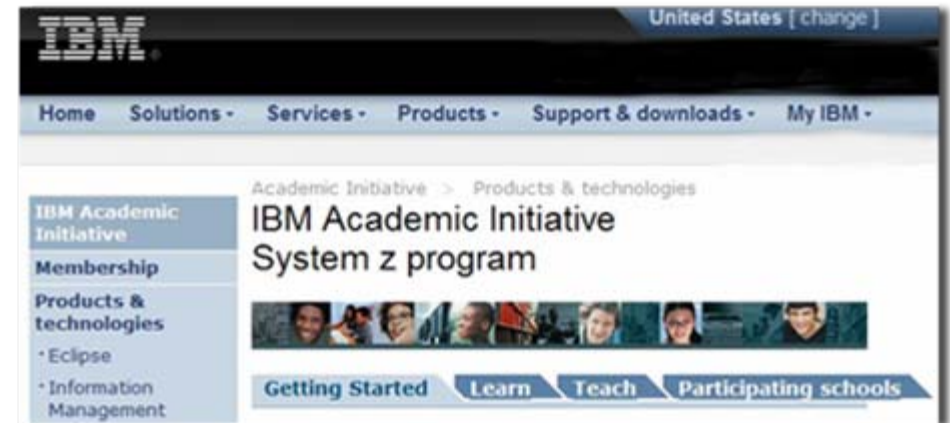 United States [ change ]
IBM®
Home Solutions Services Products Support & downloads My IBM
Academic Initiative > Products & technologies
IBM Academic Initiative
System z program
IBM Academic
Initiative
Membership
Products &
technologies
Eclipse
Information
Management
Getting Started Learn Teach Participating schools